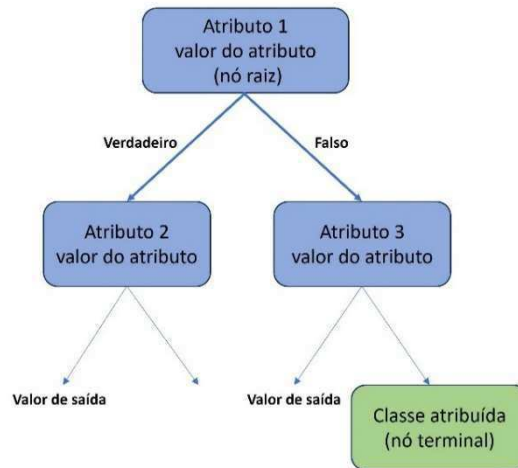 Atributo 1
valor do atributo
(nó raiz)
Verdadeiro
Falso
Atributo 2
valor do atributo
Atributo 3
valor do atributo
Valor de saída
Valor de saída
Classe atribuída
(nó terminal)